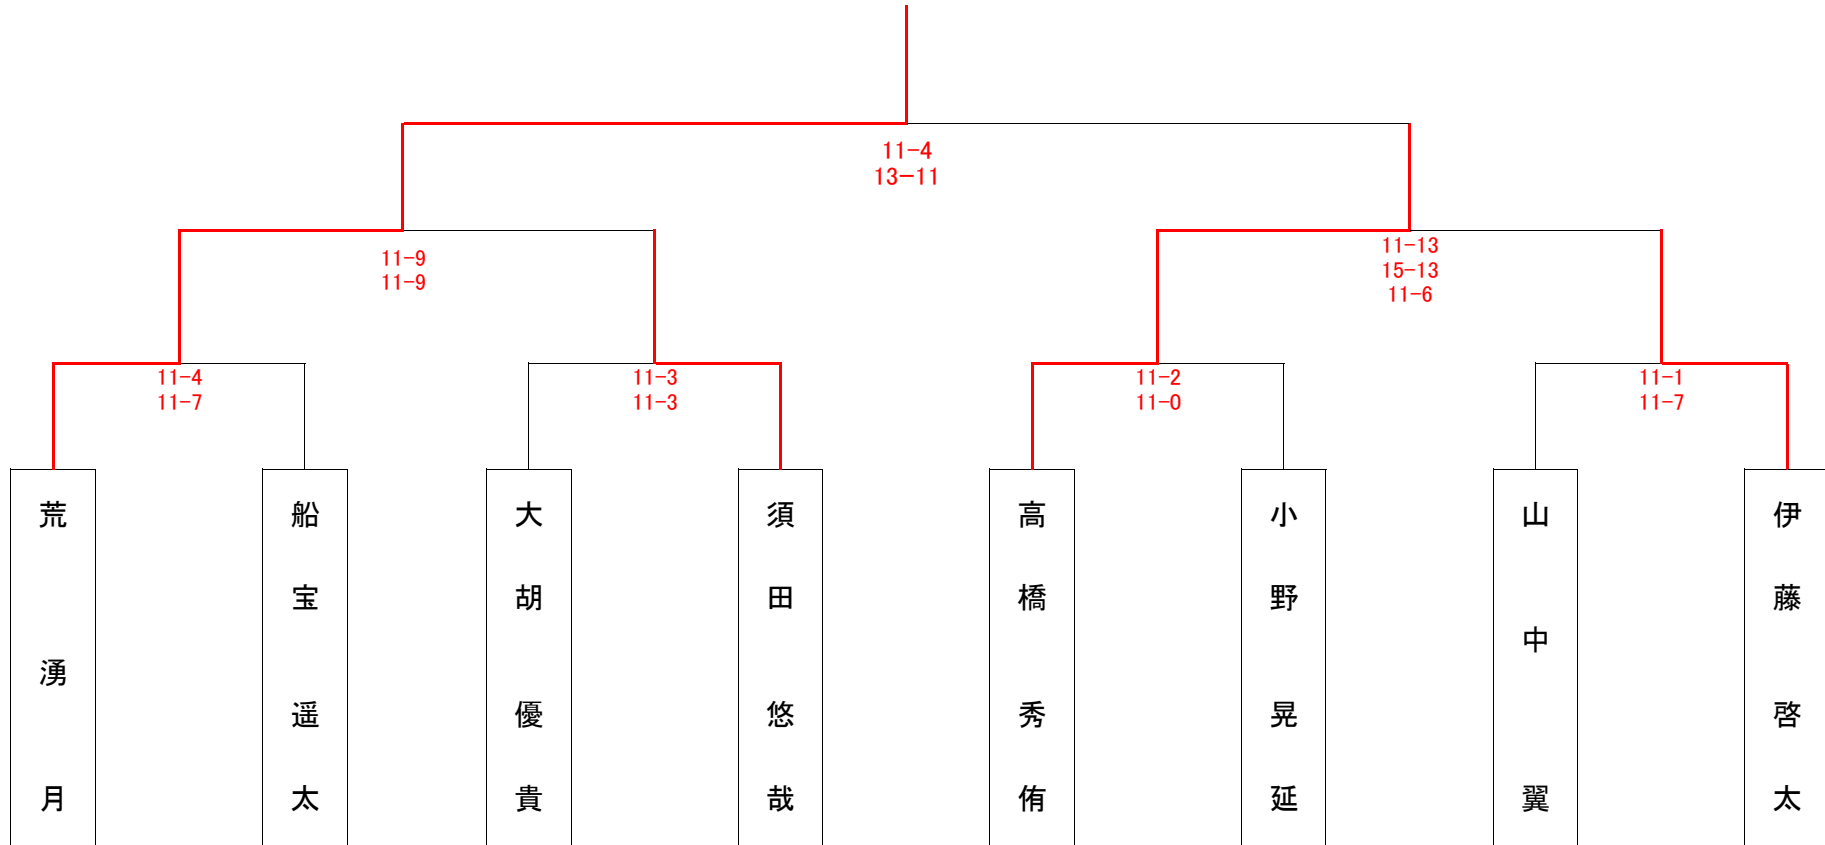 11-4
13-11
11-9
11-9
11-13
15-13
11-6
11-4
11-7
11-3
11-3
11-2
11-0
11-1
11-7
荒 湧月
船宝 遥太
大胡 優貴
須田 悠哉
高橋 秀侑
小野 晃延
山中 翼
伊藤 啓太